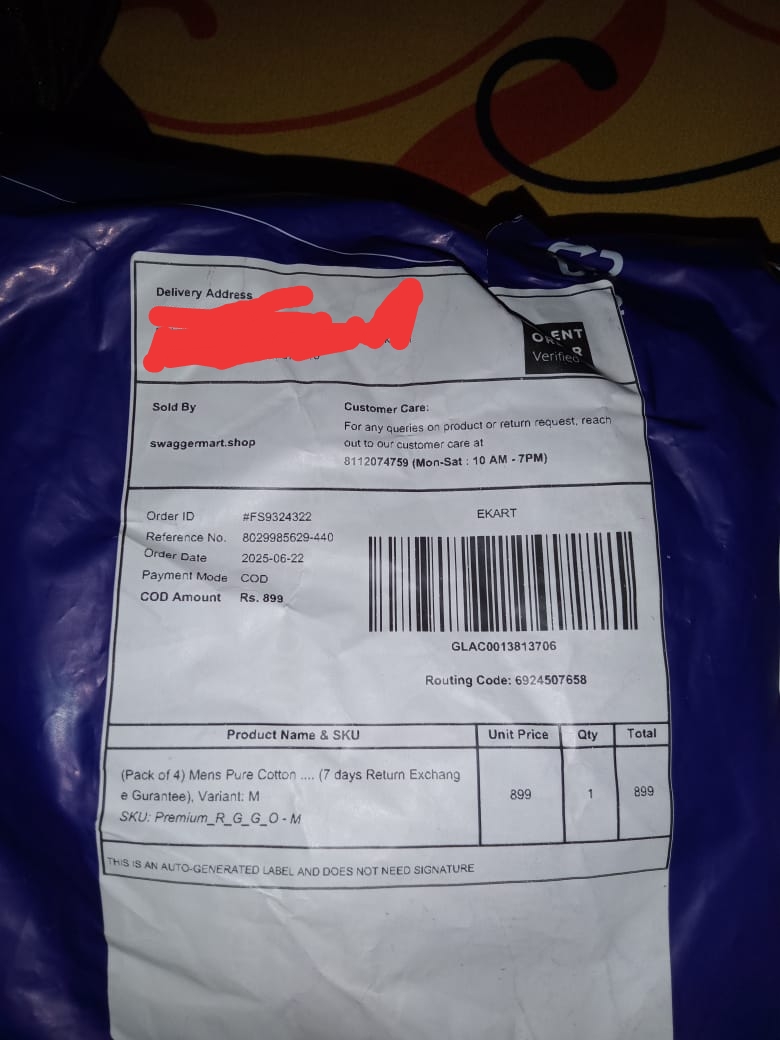 Delivery Address
Verified
Sold By
swaggermart.shop
Customer Care:
For any queries on product or return request, reach
out to our customer care at
8112074759 (Mon-Sat : 10 AM - 7PM)
Order ID #FS9324322
Reference No. 8029985629-440
Order Date 2025-06-22
Payment Mode COD
COD Amount Rs. 899
EKART
GLAC0013813706
Routing Code: 6924507658
Product Name & SKU Unit Price Qty Total
(Pack of 4) Mens Pure Cotton .... (7 days Return Exchang
e Gurantee), Variant: M
SKU: Premium_R_G_G_O - M
899 1 899
THIS IS AN AUTO-GENERATED LABEL AND DOES NOT NEED SIGNATURE